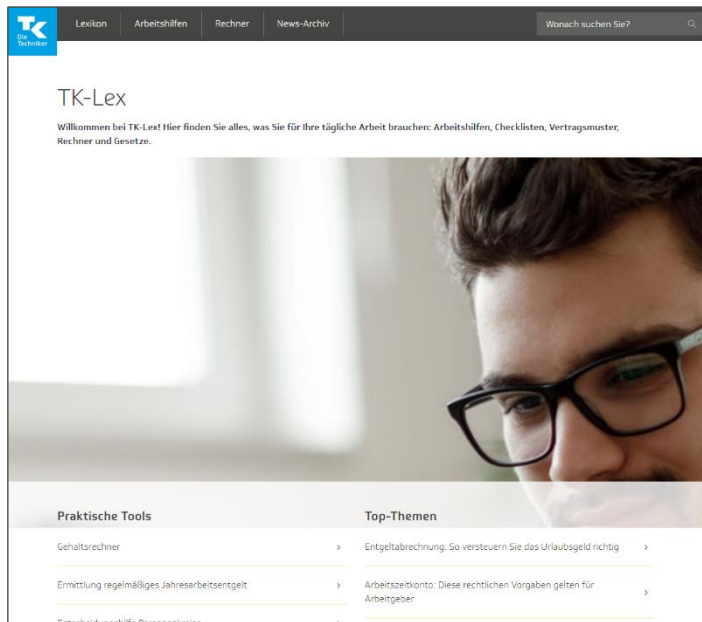 TK
Die
Techniker
Lexikon
Arbeitshilfen
Rechner
News-Archiv
Wonach suchen Sie?
TK-Lex
Willkommen bei TK-Lex! Hier finden Sie alles, was Sie für Ihre tägliche Arbeit brauchen: Arbeitshilfen, Checklisten, Vertragsmuster,
Rechner und Gesetze.
Praktische Tools
Gehaltsrechner
Ermittlung regelmäßiges Jahresarbeitsentgelt
Top-Themen
Entgeltabrechnung: So versteuern Sie das Urlaubsgeld richtig
Arbeitszeitkonto: Diese rechtlichen Vorgaben gelten für
Arbeitgeber